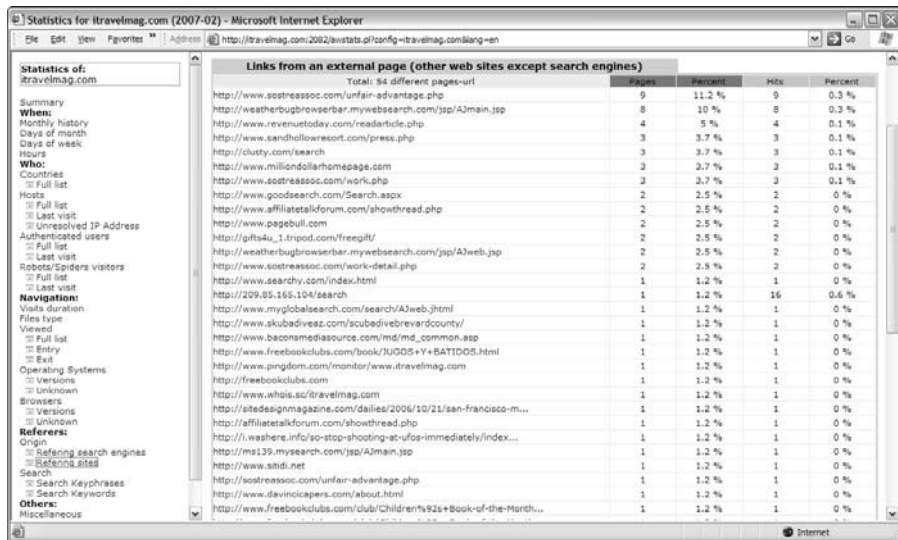 Statistics for itravelmag.com (2007-02) - Microsoft Internet Explorer
File Edit View Favorites » Address http://itravelmag.com:2082/awstats.pl?config=itravelmag.com&lang=en Go
Statistics of:
itravelmag.com
Summary
When:
Monthly history
Days of month
Days of week
Hours
Who:
Countries
Full list
Hosts
Full list
Last visit
Unresolved IP Address
Authenticated users
Full list
Last visit
Robots/Spiders visitors
Full list
Last visit
Navigation:
Visits duration
Files type
Viewed
Full list
Entry
Exit
Operating Systems
Versions
Unknown
Browsers
Versions
Unknown
Referers:
Origin
Refering search engines
Refering sites
Search
Search Keyphrases
Search Keywords
Others:
Miscellaneous
Links from an external page (other web sites except search engines)
Total: 54 different pages-url Pages Percent Hits Percent
http://www.sostreassoc.com/unfair-advantage.php 9 11.2 % 9 0.3 %
http://weatherbugbrowserbar.mywebsearch.com/jsp/AJmain.jsp 8 10 % 8 0.3 %
http://www.revenuetoday.com/readarticle.php 4 5 % 4 0.1 %
http://www.sandhollowresort.com/press.php 3 3.7 % 3 0.1 %
http://clusty.com/search 3 3.7 % 3 0.1 %
http://www.milliondollarhomepage.com 3 3.7 % 3 0.1 %
http://www.sostreassoc.com/work.php 3 3.7 % 3 0.1 %
http://www.goodsearch.com/Search.aspx 2 2.5 % 2 0 %
http://www.affiliatetalkforum.com/showthread.php 2 2.5 % 2 0 %
http://www.pagebull.com 2 2.5 % 2 0 %
http://gifts4u_1.tripod.com/freegift/ 2 2.5 % 2 0 %
http://weatherbugbrowserbar.mywebsearch.com/jsp/AJweb.jsp 2 2.5 % 2 0 %
http://www.sostreassoc.com/work-detail.php 2 2.5 % 2 0 %
http://www.searchy.com/index.html 1 1.2 % 1 0 %
http://209.85.165.104/search 1 1.2 % 16 0.6 %
http://www.myglobalsearch.com/search/AJweb.jhtml 1 1.2 % 1 0 %
http://www.skubadiveaz.com/scubadivebrevardcounty/ 1 1.2 % 1 0 %
http://www.baconsmediasource.com/md/md_common.asp 1 1.2 % 1 0 %
http://www.freebookclubs.com/book/JUGOS+Y+BATIDOS.html 1 1.2 % 1 0 %
http://www.pingdom.com/monitor/www.itravelmag.com 1 1.2 % 1 0 %
http://freebookclubs.com 1 1.2 % 1 0 %
http://www.whois.sc/itravelmag.com 1 1.2 % 1 0 %
http://sitedesignmagazine.com/dailies/2006/10/21/san-francisco-m... 1 1.2 % 1 0 %
http://affiliatetalkforum.com/showthread.php 1 1.2 % 1 0 %
http://i.washere.info/so-stop-shooting-at-ufos-immediately/index... 1 1.2 % 1 0 %
http://ms139.mysearch.com/jsp/AJmain.jsp 1 1.2 % 1 0 %
http://www.sitidi.net 1 1.2 % 1 0 %
http://sostreassoc.com/unfair-advantage.php 1 1.2 % 1 0 %
http://www.davincicapers.com/about.html 1 1.2 % 1 0 %
http://www.freebookclubs.com/club/Children%92s+Book-of-the-Month... 1 1.2 % 1 0 %
Internet